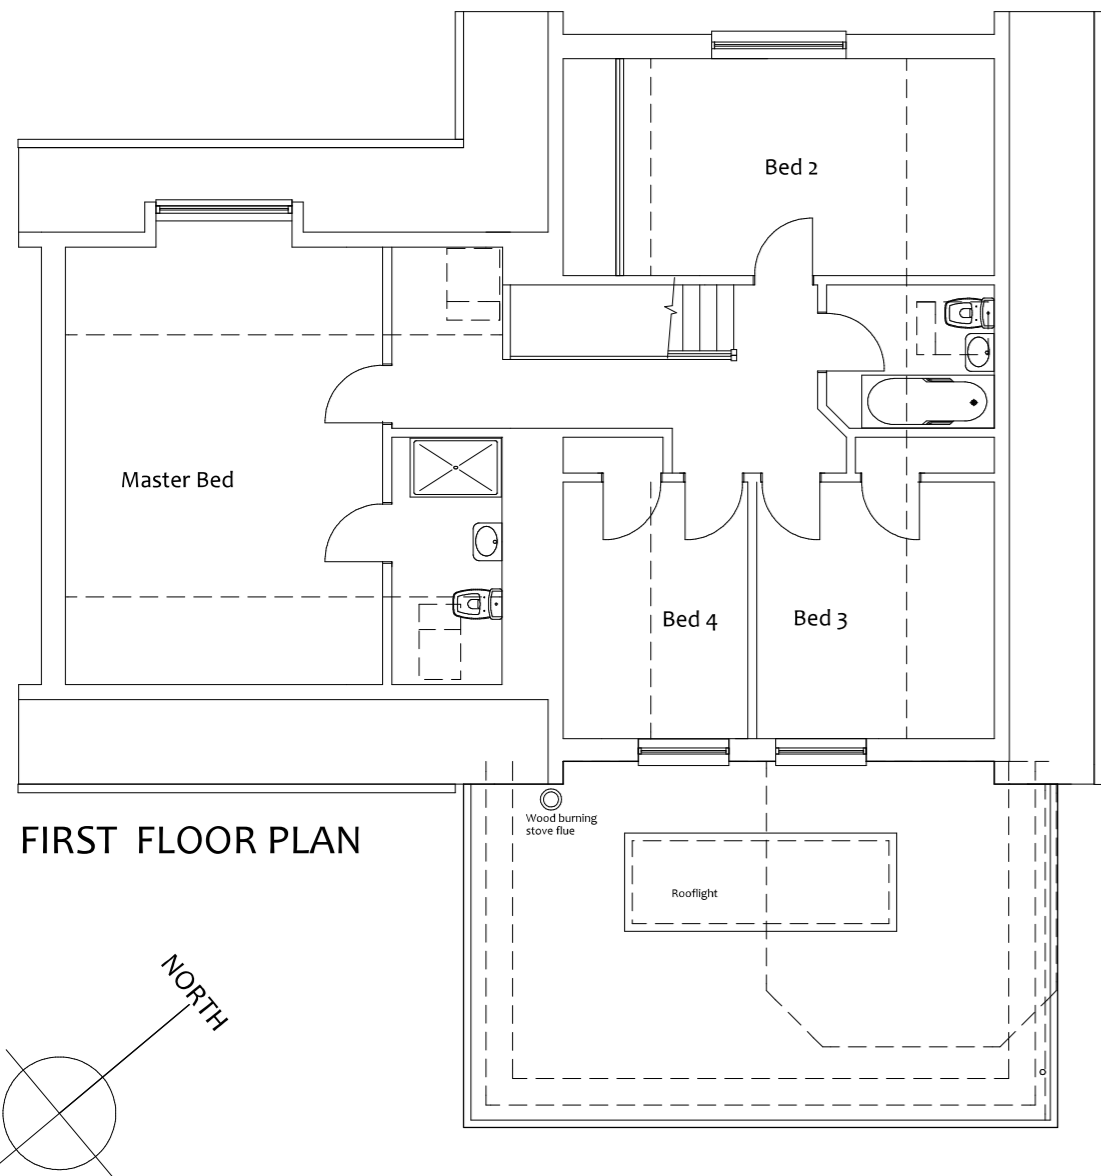 Bed 2
Master Bed
Bed 4
Bed 3
Wood burning
stove flue
FIRST FLOOR PLAN
Rooflight
NORTH